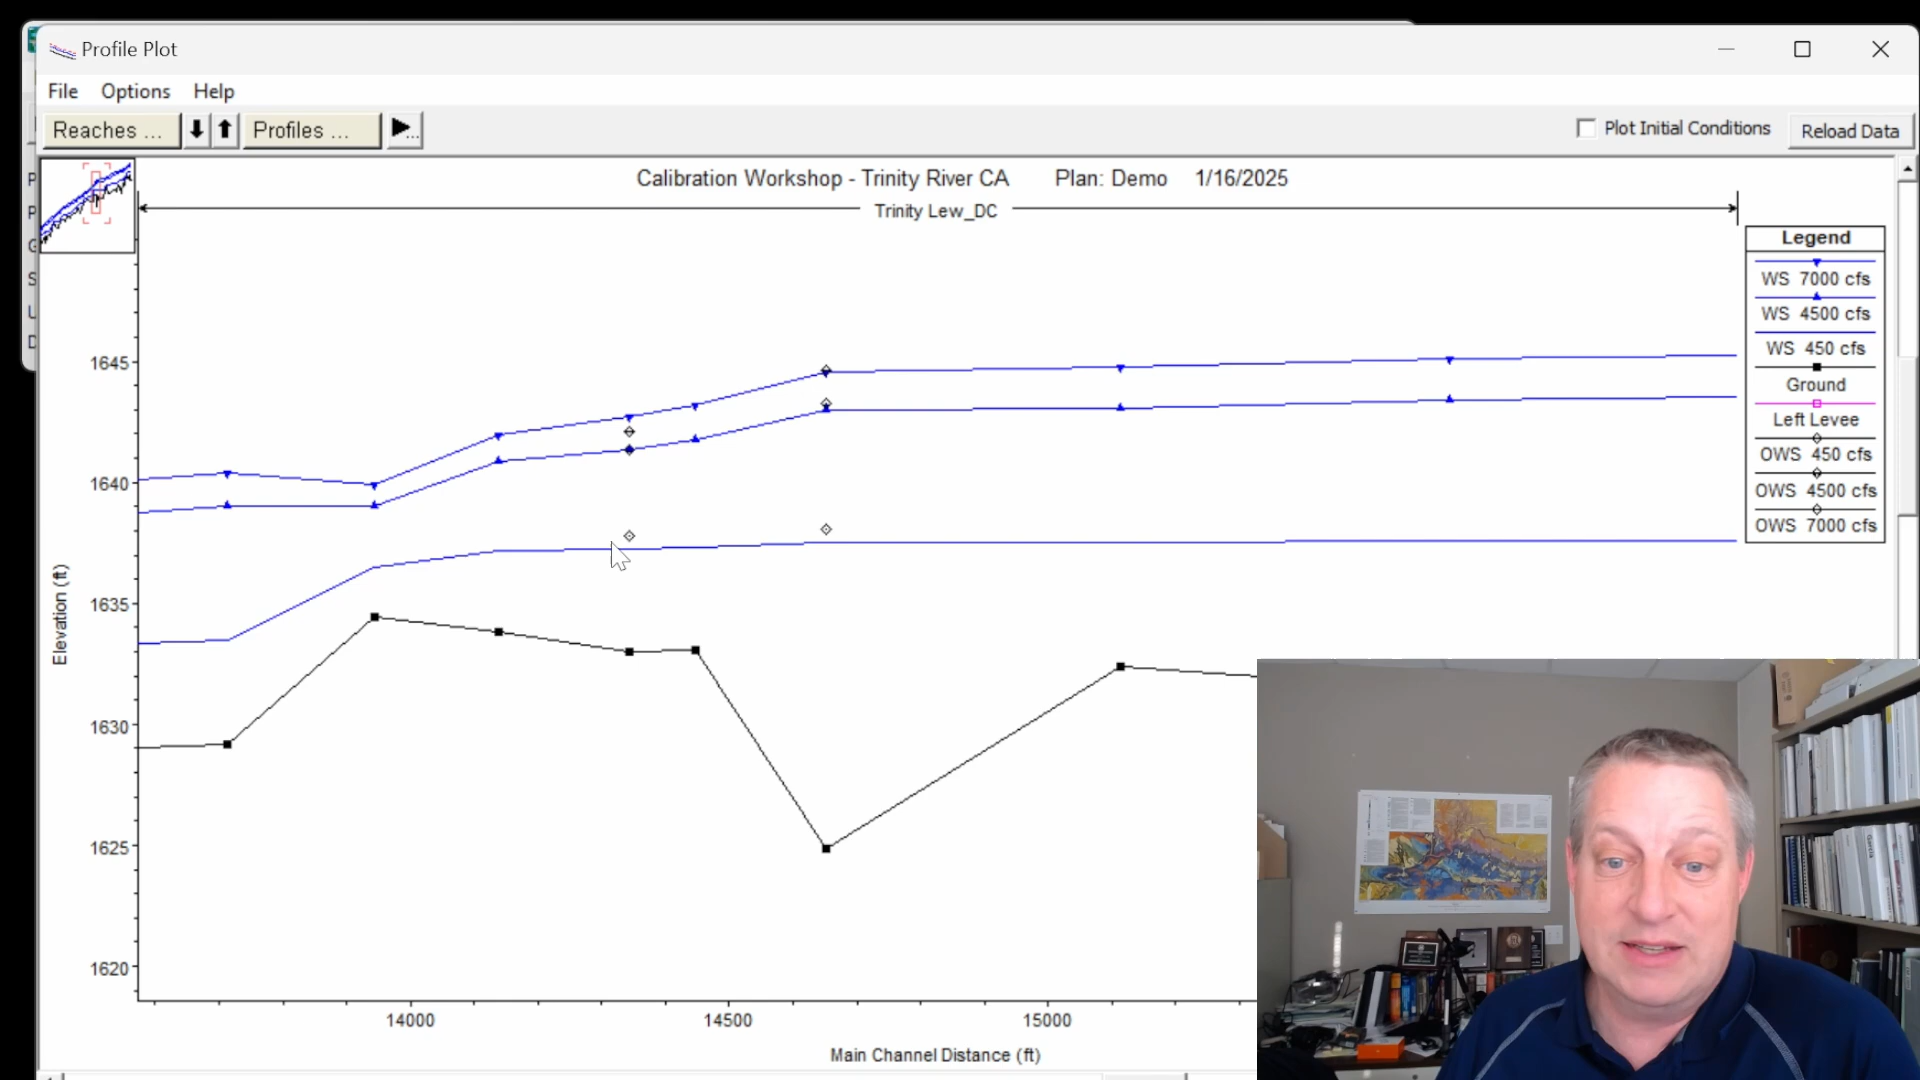 Profile Plot
File Options Help
Reaches ... Profiles ... Plot Initial Conditions Reload Data
Calibration Workshop - Trinity River CA Plan: Demo 1/16/2025
Trinity Lew_DC
Legend
WS 7000 cfs
WS 4500 cfs
WS 450 cfs
Ground
Left Levee
OWS 450 cfs
OWS 4500 cfs
OWS 7000 cfs
1645
1640
1635
1630
1625
1620
Elevation (ft)
14000 14500 15000
Main Channel Distance (ft)